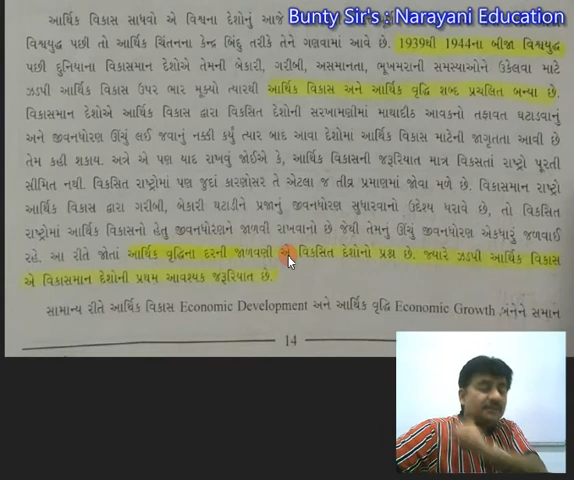 આર્થિક વિકાસ સાધવો એ વિશ્વના દેશોનું આજે
Bunty Sir's : Narayani Education
વિશ્વયુદ્ધ પછી તો આર્થિક ચિંતનના કેન્દ્ર બિંદુ તરીકે તેને ગણવામાં આવે છે. 1939થી 1944ના બીજા વિશ્વયુદ્ધ
પછી દુનિયાના વિકાસમાન દેશોએ તેમની બેકારી, ગરીબી, અસમાનતા, ભૂખમરાની સમસ્યાઓને ઉકેલવા માટે
ઝડપી આર્થિક વિકાસ ઉપર ભાર મૂક્યો ત્યારથી આર્થિક વિકાસ અને આર્થિક વૃદ્ધિ શબ્દ પ્રચલિત બન્યા છે.
વિકાસમાન દેશોએ આર્થિક વિકાસ દ્વારા વિકસિત દેશોની સરખામણીમાં માથાદીઠ આવકનો તફાવત ઘટાડવાનું
અને જીવનધોરણ ઊંચું લઈ જવાનું નક્કી કર્યું ત્યાર બાદ આવા દેશોમાં આર્થિક વિકાસ માટેની જાગૃતતા આવી છે
તેમ કહી શકાય. અત્રે એ પણ યાદ રાખવું જોઈએ કે, આર્થિક વિકાસની જરૂરિયાત માત્ર વિકસતાં રાષ્ટ્રો પૂરતી
સીમિત નથી. વિકસિત રાષ્ટ્રોમાં પણ જુદાં કારણોસર તે એટલા જ તીવ્ર પ્રમાણમાં જોવા મળે છે. વિકાસમાન રાષ્ટ્રો
આર્થિક વિકાસ દ્વારા ગરીબી, બેકારી ઘટાડીને પ્રજાનું જીવનધોરણ સુધારવાનો ઉદ્દેશ્ય ધરાવે છે, તો વિકસિત
રાષ્ટ્રોમાં આર્થિક વિકાસનો હેતુ જીવનધોરણને જાળવી રાખવાનો છે જેથી તેમનું ઊંચું જીવનધોરણ એકધારું જળવાઈ
રહે. આ રીતે જોતાં આર્થિક વૃદ્ધિના દરની જાળવણી એ વિકસિત દેશોનો પ્રશ્ન છે. જ્યારે ઝડપી આર્થિક વિકાસ
એ વિકાસમાન દેશોની પ્રથમ આવશ્યક જરૂરિયાત છે.
સામાન્ય રીતે આર્થિક વિકાસ Economic Development અને આર્થિક વૃદ્ધિ Economic Growth બંનેને સમાન
14